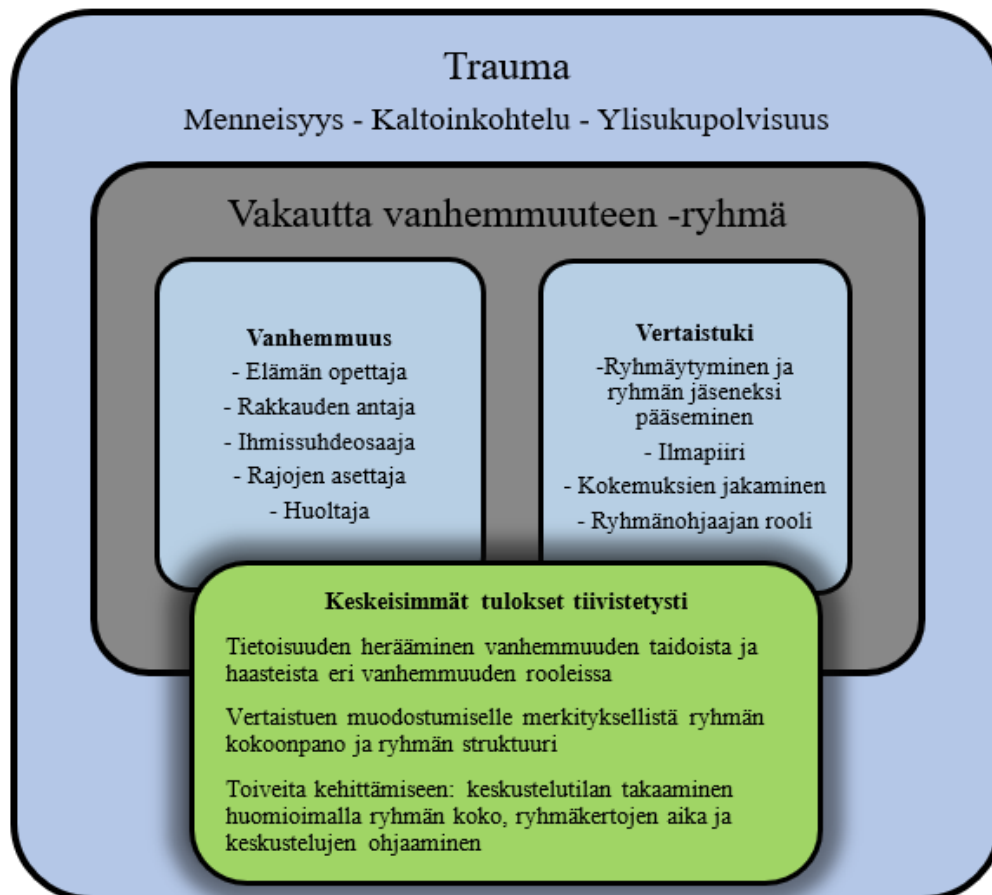 Trauma
Menneisyys - Kaltoinkohtelu - Ylisukupolvisuus
Vakautta vanhemmuuteen -ryhmä
Vanhemmuus
- Elämän opettaja
- Rakkauden antaja
- Ihmissuhdeosaaja
- Rajojen asettaja
- Huoltaja
Vertaistuki
-Ryhmäytyminen ja
ryhmän jäseneksi
pääseminen
- Ilmapiiri
- Kokemuksien jakaminen
- Ryhmänohjaajan rooli
Keskeisimmät tulokset tiivistetysti
Tietoisuuden herääminen vanhemmuuden taidoista ja
haasteista eri vanhemmuuden rooleissa
Vertaistuen muodostumiselle merkityksellistä ryhmän
kokoonpano ja ryhmän struktuuri
Toiveita kehittämiseen: keskustelutilan takaaminen
huomioimalla ryhmän koko, ryhmäkertojen aika ja
keskustelujen ohjaaminen